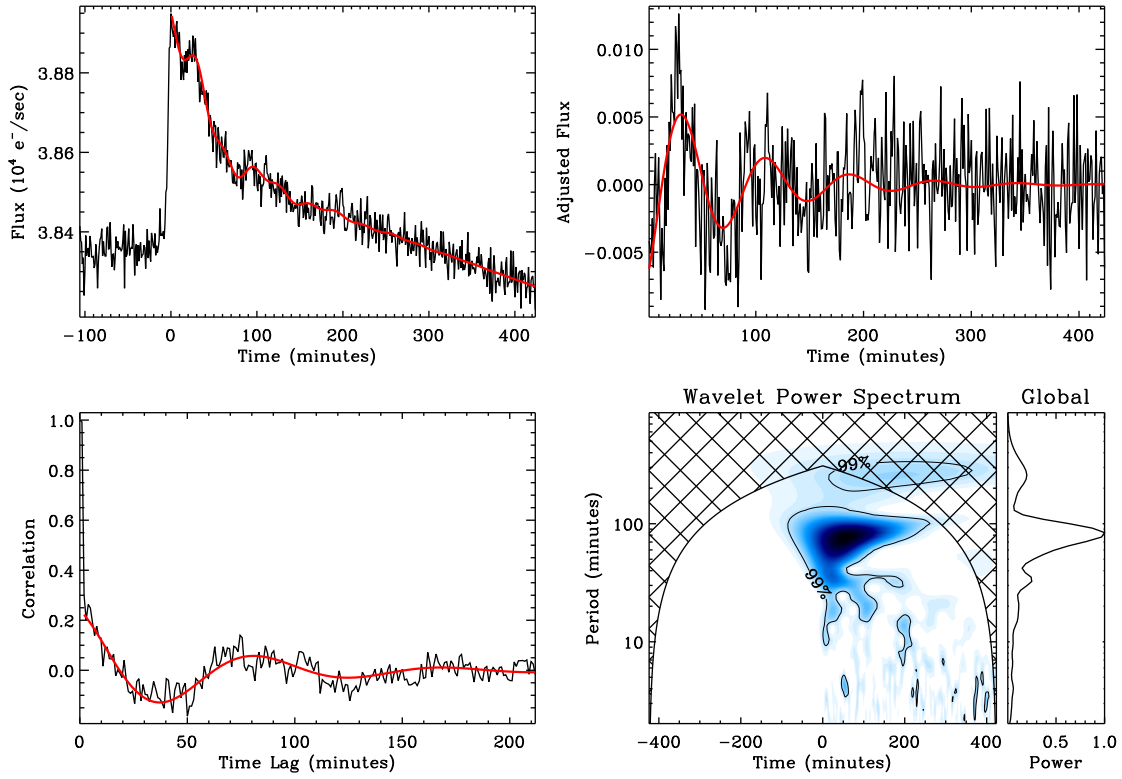 3.88
3.86
3.84
Flux (10⁴ e⁻/sec)
−100 0 100 200 300 400
Time (minutes)
0.010
0.005
0.000
−0.005
Adjusted Flux
100 200 300 400
Time (minutes)
1.0
0.8
0.6
0.4
0.2
0.0
Correlation
0 50 100 150 200
Time Lag (minutes)
Wavelet Power Spectrum
Global
100
10
Period (minutes)
99%
99%
−400 −200 0 200 400
Time (minutes)
0.5 1.0
Power